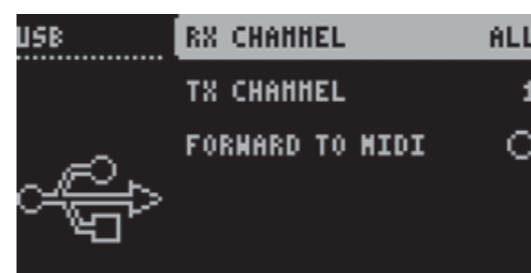 USB
RX CHANNEL ALL
TX CHANNEL 1
FORWARD TO MIDI